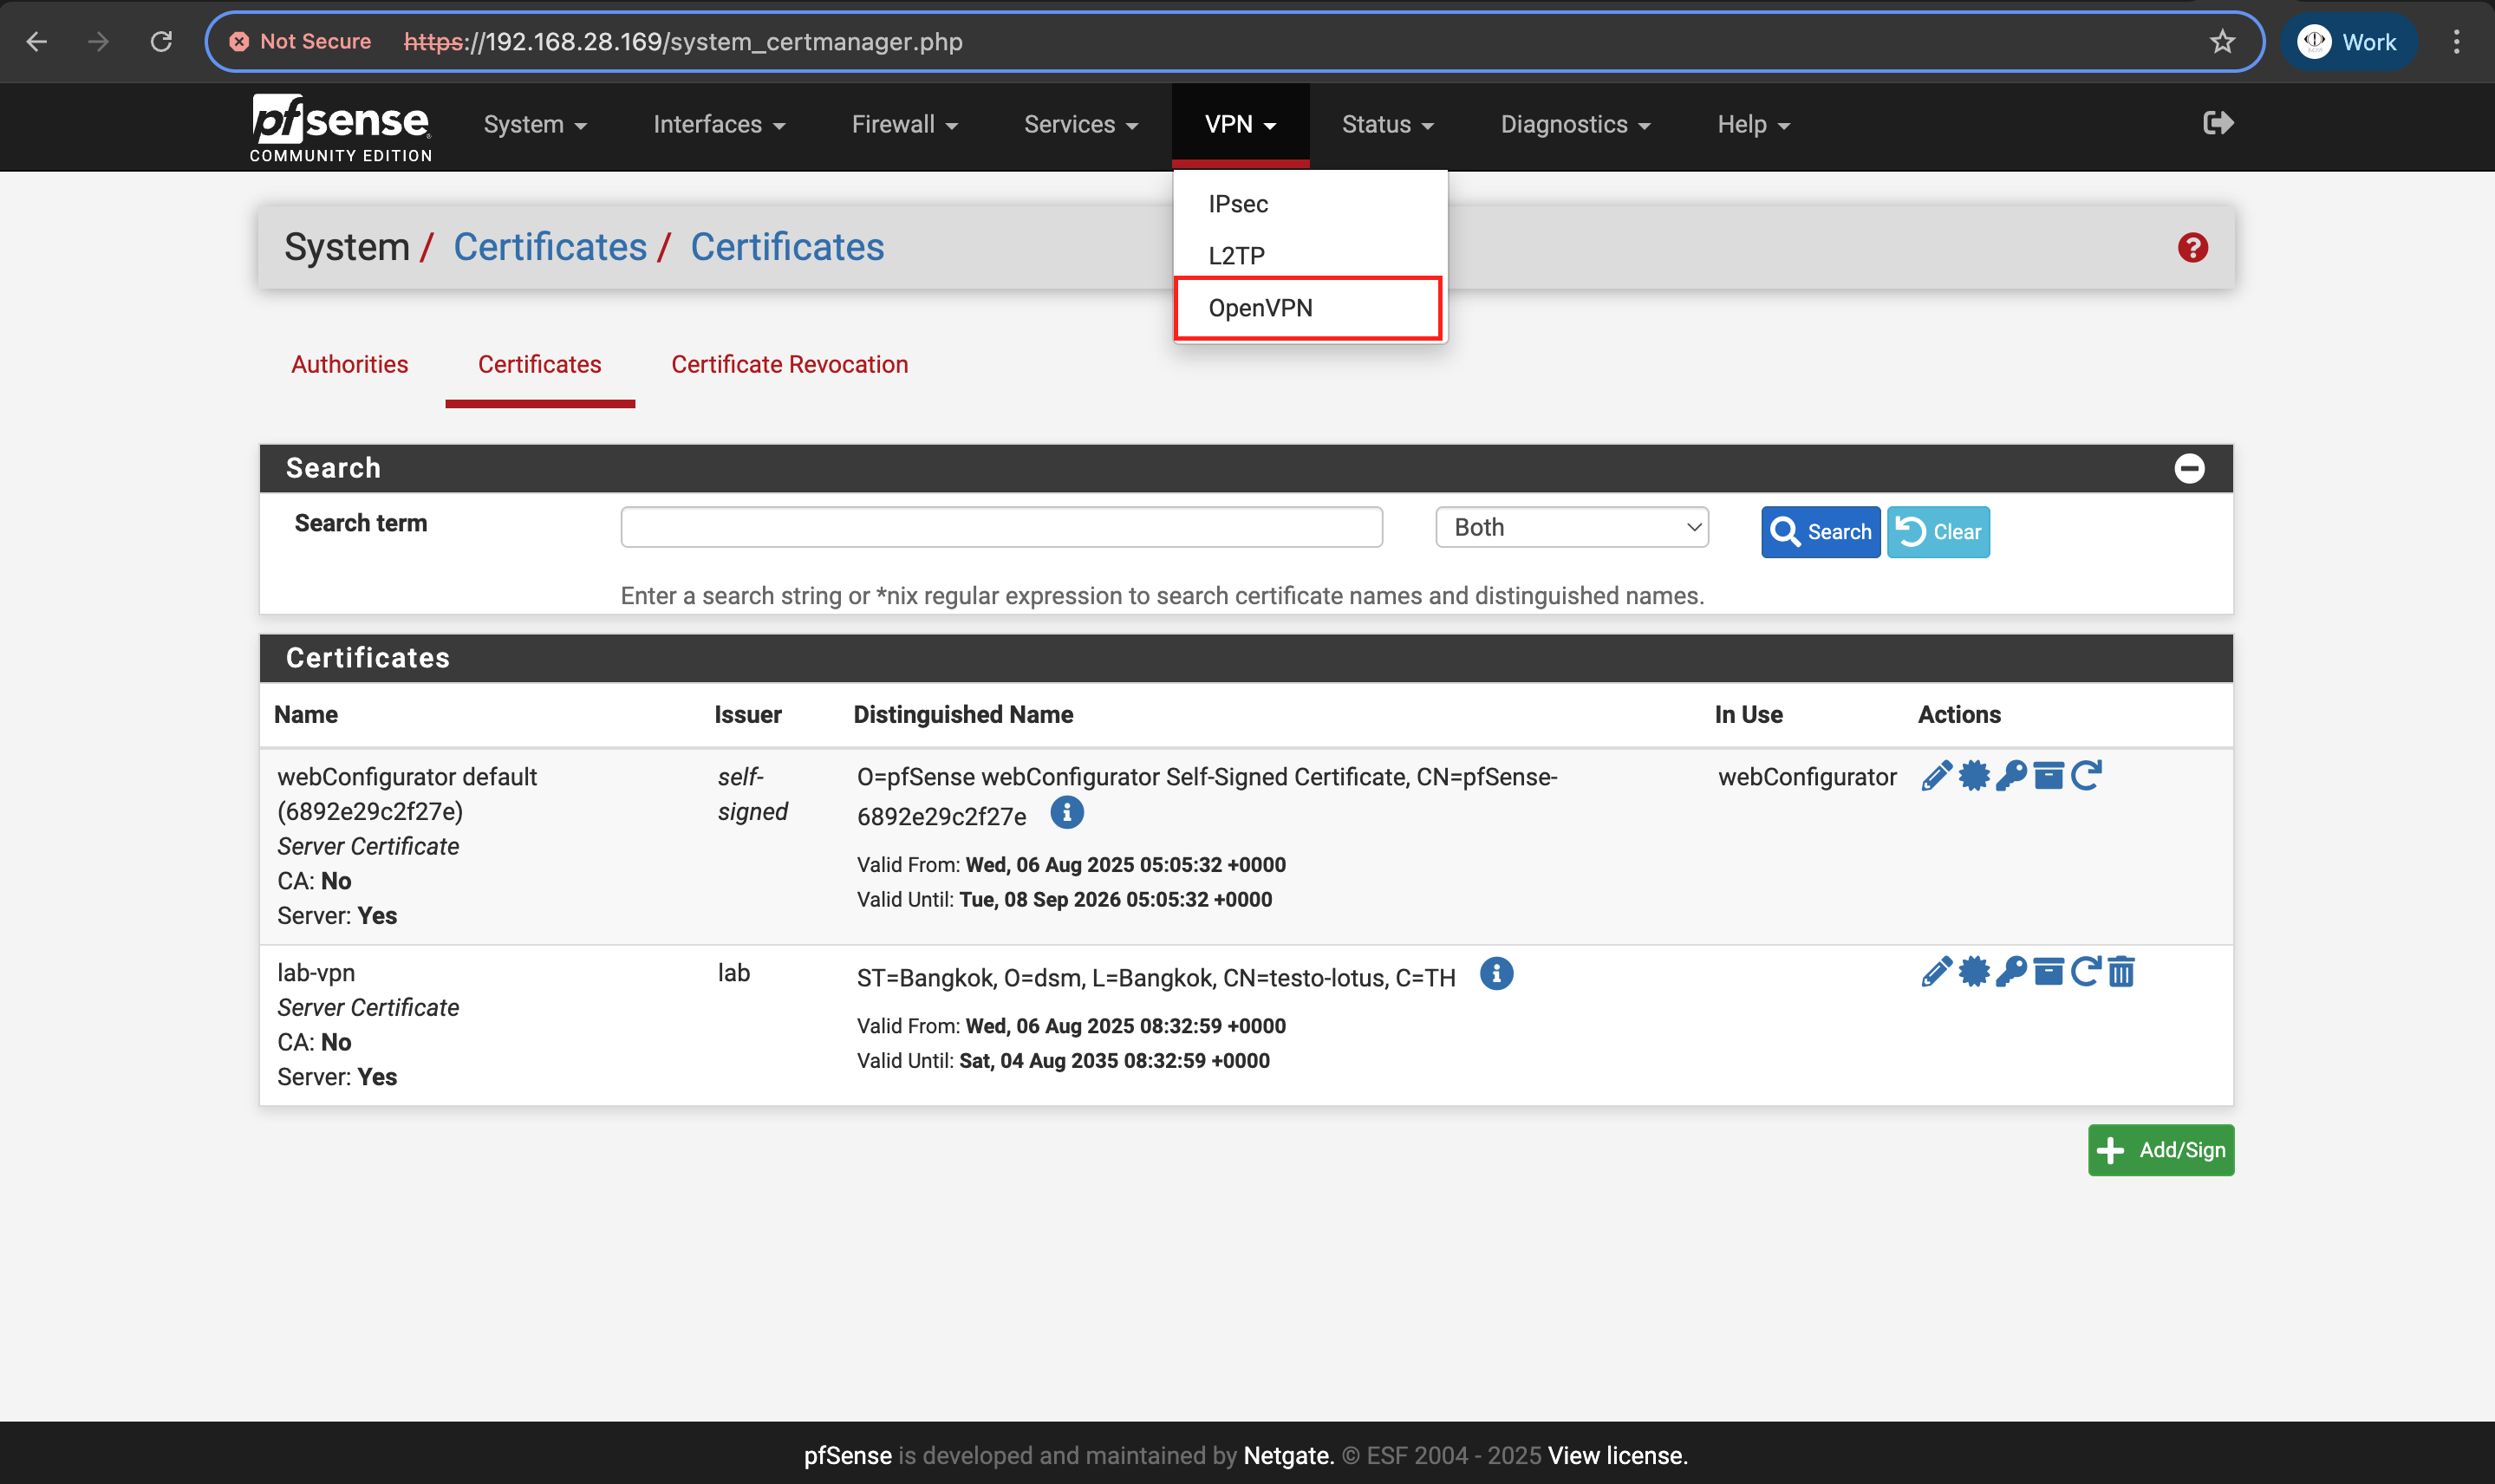 Not Secure https://192.168.28.169/system_certmanager.php Work
pfsense COMMUNITY EDITION System Interfaces Firewall Services VPN Status Diagnostics Help
IPsec
L2TP
OpenVPN
System / Certificates / Certificates
Authorities Certificates Certificate Revocation
Search
Search term Both Search Clear
Enter a search string or *nix regular expression to search certificate names and distinguished names.
Certificates
Name Issuer Distinguished Name In Use Actions
webConfigurator default
(6892e29c2f27e)
Server Certificate
CA: No
Server: Yes
self-
signed
O=pfSense webConfigurator Self-Signed Certificate, CN=pfSense-
6892e29c2f27e
Valid From: Wed, 06 Aug 2025 05:05:32 +0000
Valid Until: Tue, 08 Sep 2026 05:05:32 +0000
webConfigurator
lab-vpn
Server Certificate
CA: No
Server: Yes
lab
ST=Bangkok, O=dsm, L=Bangkok, CN=testo-lotus, C=TH
Valid From: Wed, 06 Aug 2025 08:32:59 +0000
Valid Until: Sat, 04 Aug 2035 08:32:59 +0000
Add/Sign
pfSense is developed and maintained by Netgate. © ESF 2004 - 2025 View license.